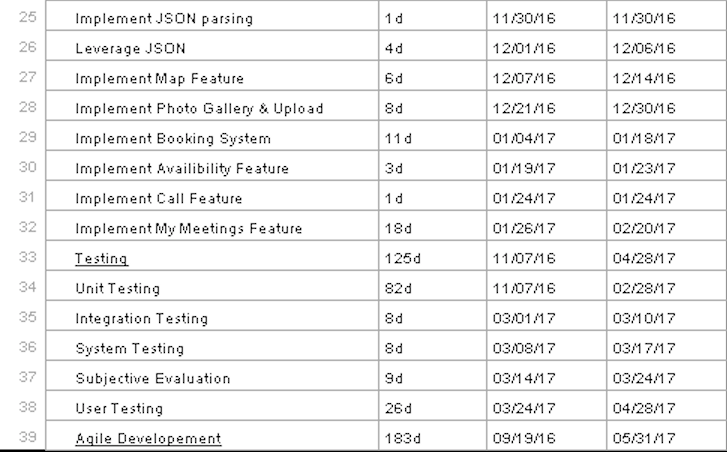 25 Implement JSON parsing 1d 11/30/16 11/30/16
26 Leverage JSON 4d 12/01/16 12/06/16
27 Implement Map Feature 6d 12/07/16 12/14/16
28 Implement Photo Gallery & Upload 8d 12/21/16 12/30/16
29 Implement Booking System 11d 01/04/17 01/18/17
30 Implement Availibility Feature 3d 01/19/17 01/23/17
31 Implement Call Feature 1d 01/24/17 01/24/17
32 Implement My Meetings Feature 18d 01/26/17 02/20/17
33 Testing 125d 11/07/16 04/28/17
34 Unit Testing 82d 11/07/16 02/28/17
35 Integration Testing 8d 03/01/17 03/10/17
36 System Testing 8d 03/08/17 03/17/17
37 Subjective Evaluation 9d 03/14/17 03/24/17
38 User Testing 26d 03/24/17 04/28/17
39 Agile Developement 183d 09/19/16 05/31/17